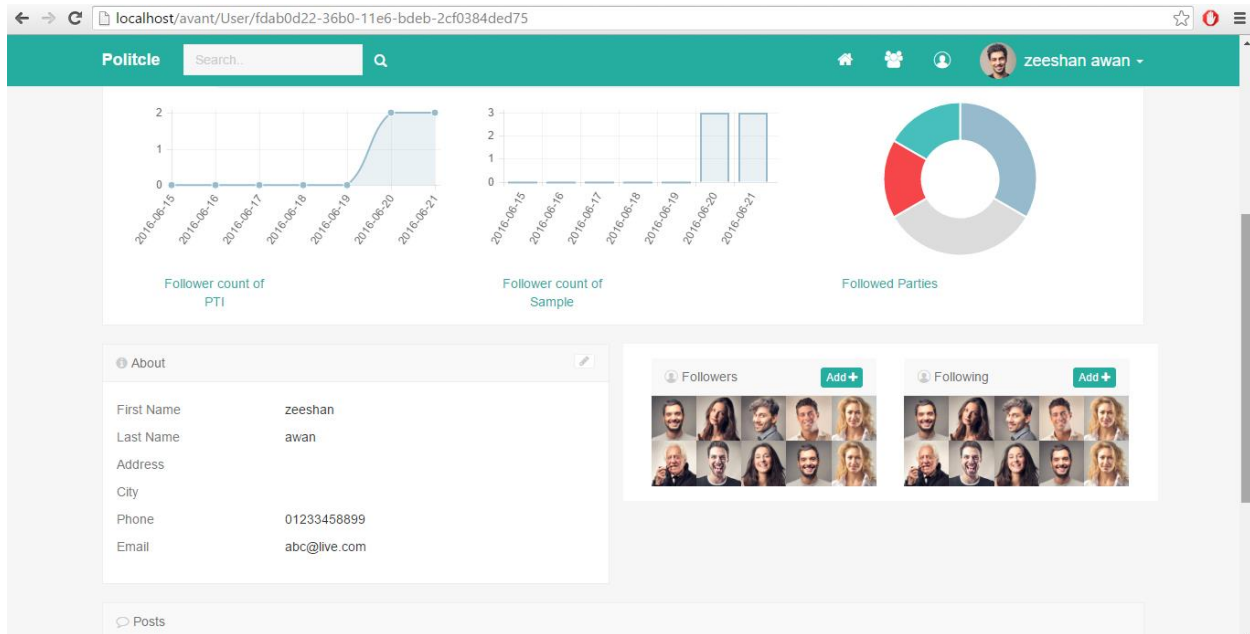 localhost/avant/User/fdab0d22-36b0-11e6-bdeb-2cf0384ded75
Politcle
Search..
zeeshan awan
2
1
0
2016-06-15
2016-06-16
2016-06-17
2016-06-18
2016-06-19
2016-06-20
2016-06-21
Follower count of
PTI
3
2
1
0
2016-06-15
2016-06-16
2016-06-17
2016-06-18
2016-06-19
2016-06-20
2016-06-21
Follower count of
Sample
Followed Parties
About
First Name zeeshan
Last Name awan
Address
City
Phone 01233458899
Email abc@live.com
Followers Add +
Following Add +
Posts